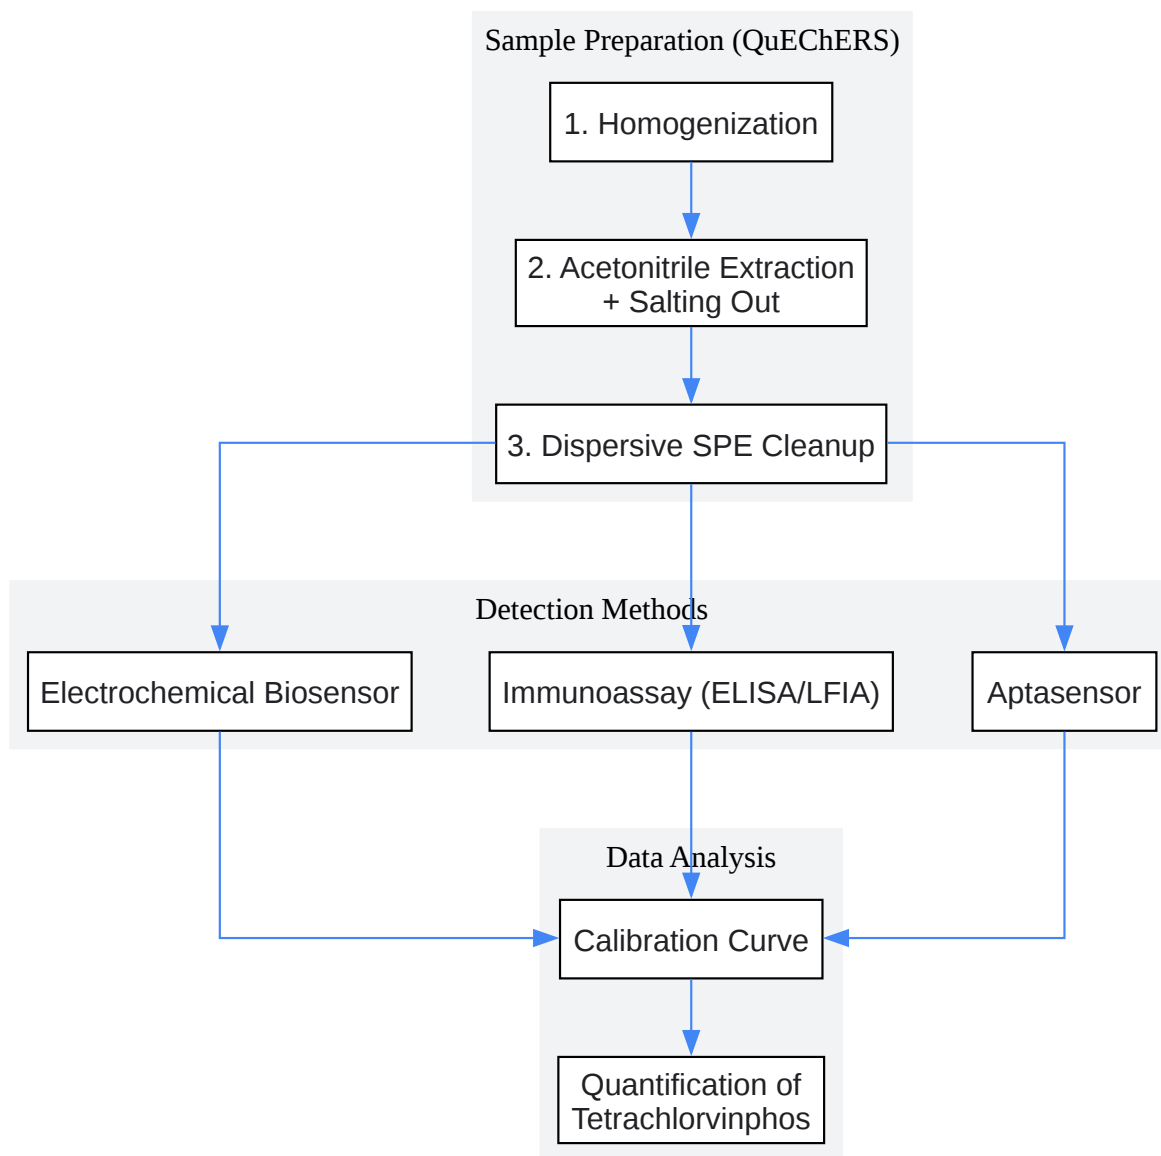 Sample Preparation (QuEChERS)
1. Homogenization
2. Acetonitrile Extraction
+ Salting Out
3. Dispersive SPE Cleanup
Detection Methods
Electrochemical Biosensor
Immunoassay (ELISA/LFIA)
Aptasensor
Data Analysis
Calibration Curve
Quantification of
Tetrachlorvinphos